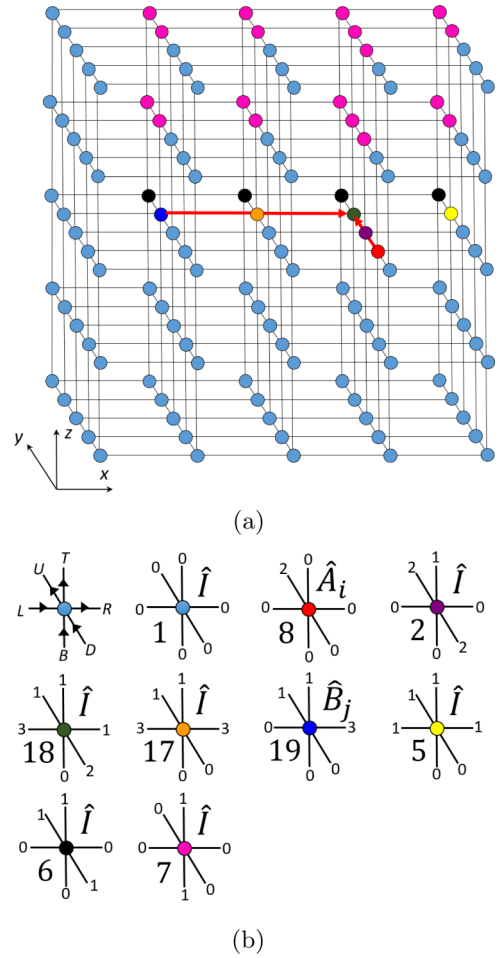 y z
x
(a)
T 0 0 1
U 0 Î 2 Â_i 2 Î
L R 0 0 0 0 0 0
B D 1 0 0 8 0 0 2 0 2
1 1 1 1
1 Î 1 Î 1 B̂_j 1 Î
3 1 3 3 0 3 1 1
18 0 2 17 0 0 19 0 0 5 0 0
1 1
1 Î 0 Î
0 0 0 0
6 0 1 7 1 0
(b)